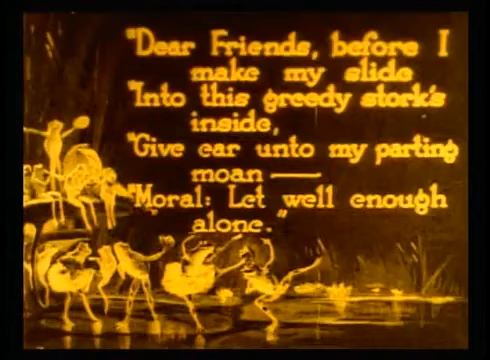 "Dear Friends, before I
make my slide
"Into this greedy stork's
inside,
"Give ear unto my parting
moan —
"Moral: Let well enough
alone."